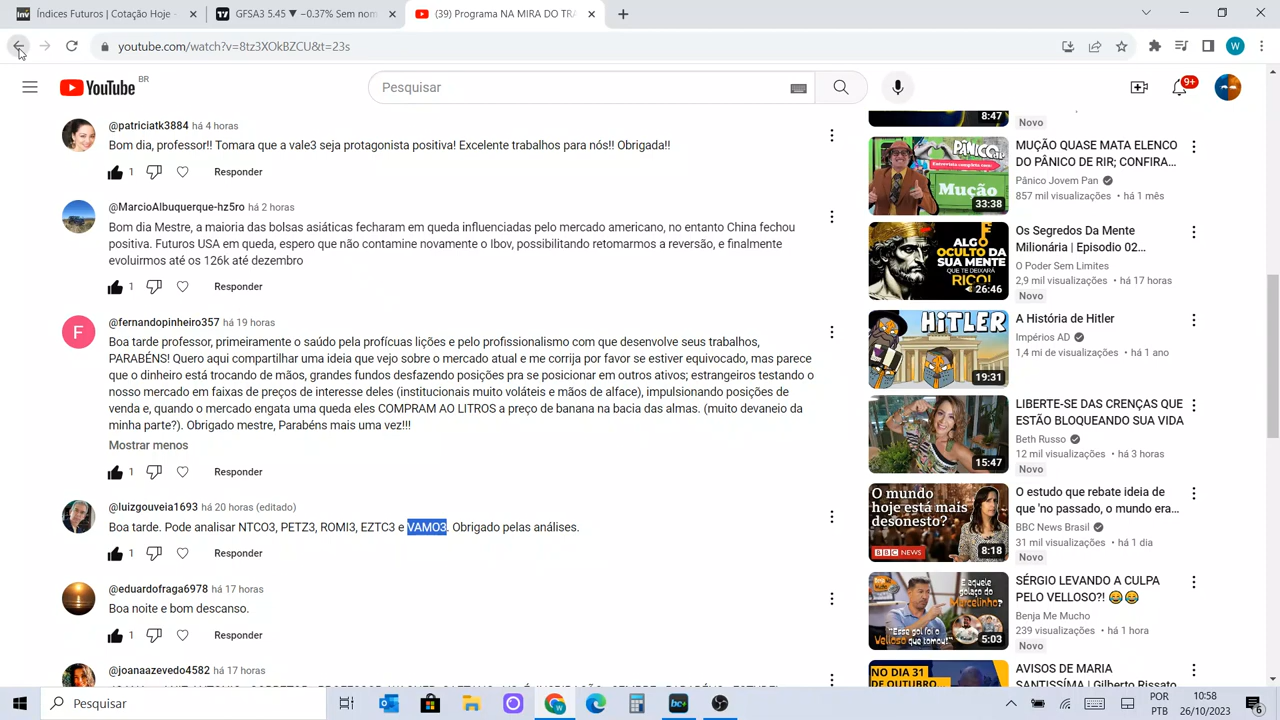 Índices Futuros | Cotação Hoje -
GFSA3 5.45 ▼ −0.37% Sem nom
(39) Programa NA MIRA DO TRA
youtube.com/watch?v=8tz3XOkBZCU&t=23s
W
YouTube
BR
Pesquisar
9+
@patriciatk3884 há 4 horas
Bom dia, professor!! Tomara que a vale3 seja protagonista positiva! Excelente trabalhos para nós!! Obrigada!!
1
Responder
@MarcioAlbuquerque-hz5ro há 2 horas
Bom dia Mestre, a maioria das bolsas asiáticas fecharam em queda influenciadas pelo mercado americano, no entanto China fechou
positiva. Futuros USA em queda, espero que não contamine novamente o Ibov, possibilitando retomarmos a reversão, e finalmente
evoluirmos até os 126k até dezem
1
Responder
F
@fernandopinheiro357 há 19 horas
Boa tarde professor, primeiramente o saúdo pela profícuas lições e pelo profissionalismo com que desenvolve seus trabalhos,
PARABÉNS! Quero aqui compartilhar uma ideia que vejo sobre o mercado atual e me corrija por favor se estiver equivocado, mas parece
que o dinheiro está trocando de mãos, grandes fundos desfazendo posições pra se posicionar em outros ativos; estrangeiros testando o
nosso mercado em faixas de preços de interesse deles (institucionais muito voláteis e mãos de alface), impulsionando posições de
venda e, quando o mercado engata uma queda eles COMPRAM AO LITROS a preço de banana na bacia das almas. (muito devaneio da
minha parte?). Obrigado mestre, Parabéns mais uma vez!!!
Mostrar menos
1
Responder
@luizgouveia1693 há 20 horas (editado)
Boa tarde. Pode analisar NTCO3, PETZ3, ROMI3, EZTC3 e VAMO3. Obrigado pelas análises.
1
Responder
@eduardofraga6978 há 17 horas
Boa noite e bom descanso.
1
Responder
@joanaazevedo4582 há 17 horas
8:47
Novo
PÂNICO
Mução
33:38
MUÇÃO QUASE MATA ELENCO
DO PÂNICO DE RIR; CONFIRA...
Pânico Jovem Pan
857 mil visualizações • há 1 mês
ALGO
OCULTO DA
SUA MENTE
QUE TE DEIXARÁ
RICO!
26:46
Os Segredos Da Mente
Milionária | Episodio 02...
O Poder Sem Limites
2,9 mil visualizações • há 17 horas
Novo
HITLER
19:31
A História de Hitler
Impérios AD
1,4 mi de visualizações • há 1 ano
15:47
LIBERTE-SE DAS CRENÇAS QUE
ESTÃO BLOQUEANDO SUA VIDA
Beth Russo
12 mil visualizações • há 3 horas
Novo
O mundo
hoje está mais
desonesto?
BBC NEWS BRASIL
8:18
O estudo que rebate ideia de
que 'no passado, o mundo era...
BBC News Brasil
31 mil visualizações • há 1 dia
Novo
E aquele
golaço do
Marcelinho?
"Esse gol foi o
Velloso que tomou!"
5:03
SÉRGIO LEVANDO A CULPA
PELO VELLOSO?! 😂😂
Benja Me Mucho
239 visualizações • há 1 hora
Novo
NO DIA 31
DE OUTUBRO...
AVISOS DE MARIA
SANTISSÍMA | Gilberto Rissato
Pesquisar
POR
PTB
10:58
26/10/2023
6